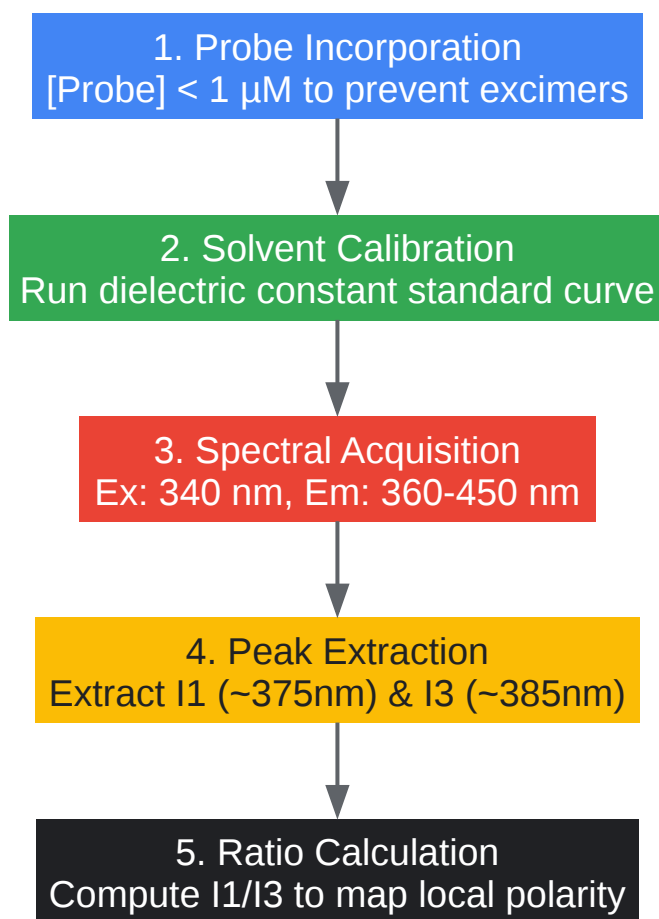 1. Probe Incorporation
[Probe] < 1 µM to prevent excimers
2. Solvent Calibration
Run dielectric constant standard curve
3. Spectral Acquisition
Ex: 340 nm, Em: 360-450 nm
4. Peak Extraction
Extract I1 (~375nm) & I3 (~385nm)
5. Ratio Calculation
Compute I1/I3 to map local polarity